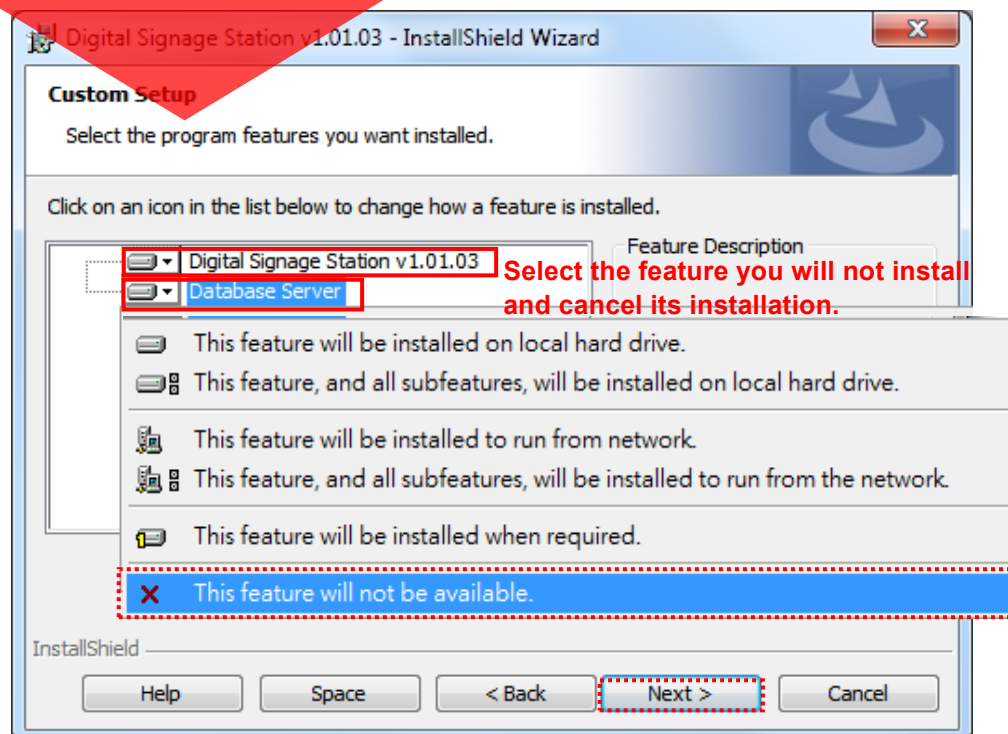 Digital Signage Station v1.01.03 - InstallShield Wizard
Custom Setup
Select the program features you want installed.
Click on an icon in the list below to change how a feature is installed.
Digital Signage Station v1.01.03
Database Server
Feature Description
Select the feature you will not install
and cancel its installation.
This feature will be installed on local hard drive.
This feature, and all subfeatures, will be installed on local hard drive.
This feature will be installed to run from network.
This feature, and all subfeatures, will be installed to run from the network.
This feature will be installed when required.
This feature will not be available.
InstallShield
Help
Space
< Back
Next >
Cancel